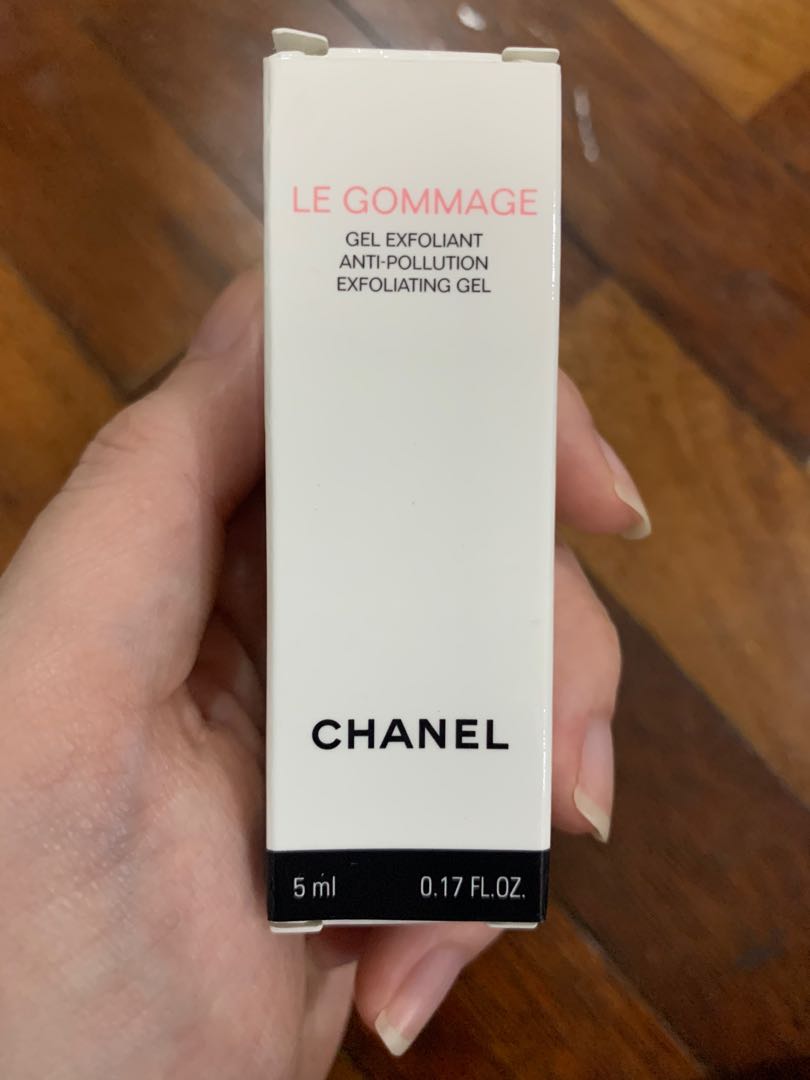 LE GOMMAGE
GEL EXFOLIANT
ANTI-POLLUTION
EXFOLIATING GEL
CHANEL
5 ml 0.17 FL.OZ.